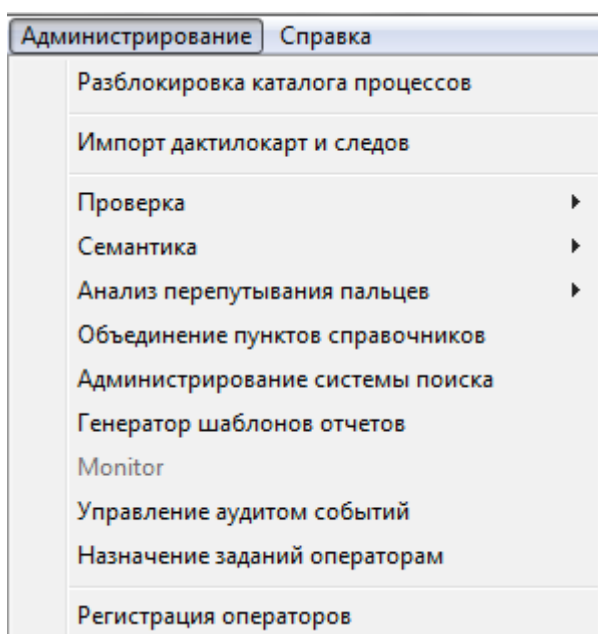 Администрирование Справка
Разблокировка каталога процессов
Импорт дактилокарт и следов
Проверка
Семантика
Анализ перепутывания пальцев
Объединение пунктов справочников
Администрирование системы поиска
Генератор шаблонов отчетов
Monitor
Управление аудитом событий
Назначение заданий операторам
Регистрация операторов